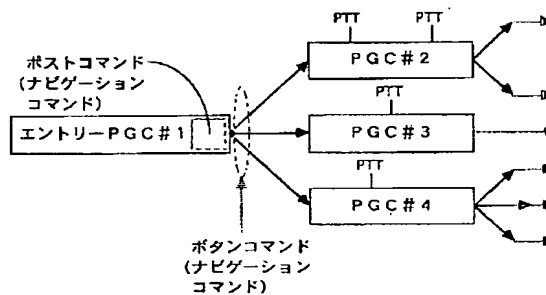 PTT PTT
PGC#2
ポストコマンド
(ナビゲーション
コマンド)
PTT
エントリーPGC#1
PGC#3
PTT
PGC#4
ボタンコマンド
(ナビゲーション
コマンド)